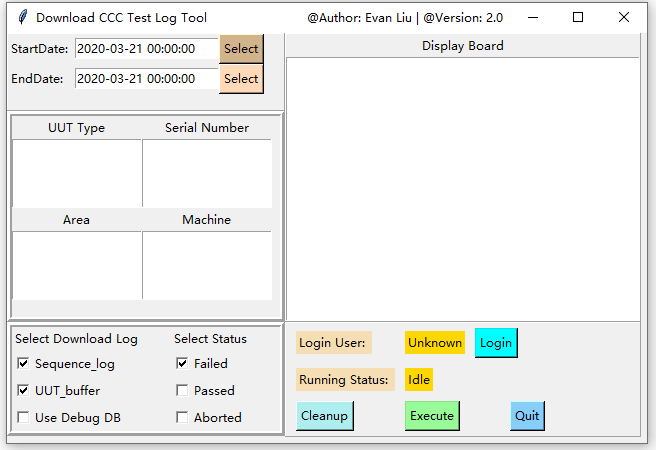 Download CCC Test Log Tool @Author: Evan Liu | @Version: 2.0
StartDate: 2020-03-21 00:00:00 Select
EndDate: 2020-03-21 00:00:00 Select
Display Board
UUT Type Serial Number
Area Machine
Select Download Log Select Status
Sequence_log Failed
UUT_buffer Passed
Use Debug DB Aborted
Login User: Unknown Login
Running Status: Idle
Cleanup Execute Quit